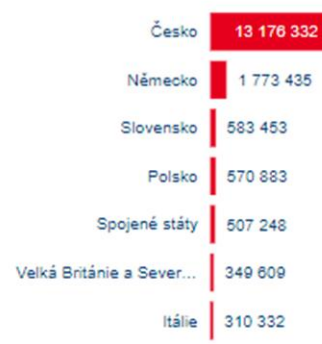 Česko 13 176 332
Německo 1 773 435
Slovensko 583 453
Polsko 570 883
Spojené státy 507 248
Velká Británie a Sever... 349 609
Itálie 310 332